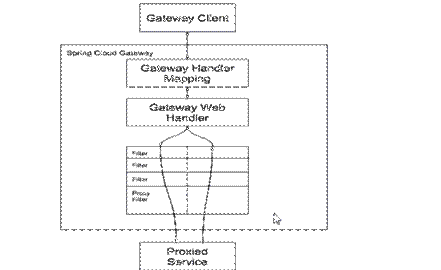 Gateway Client
Spring Cloud Gateway
Gateway Handler
Mapping
Gateway Web
Handler
Filter
Filter
Filter
Proxy
Filter
Proxied
Service